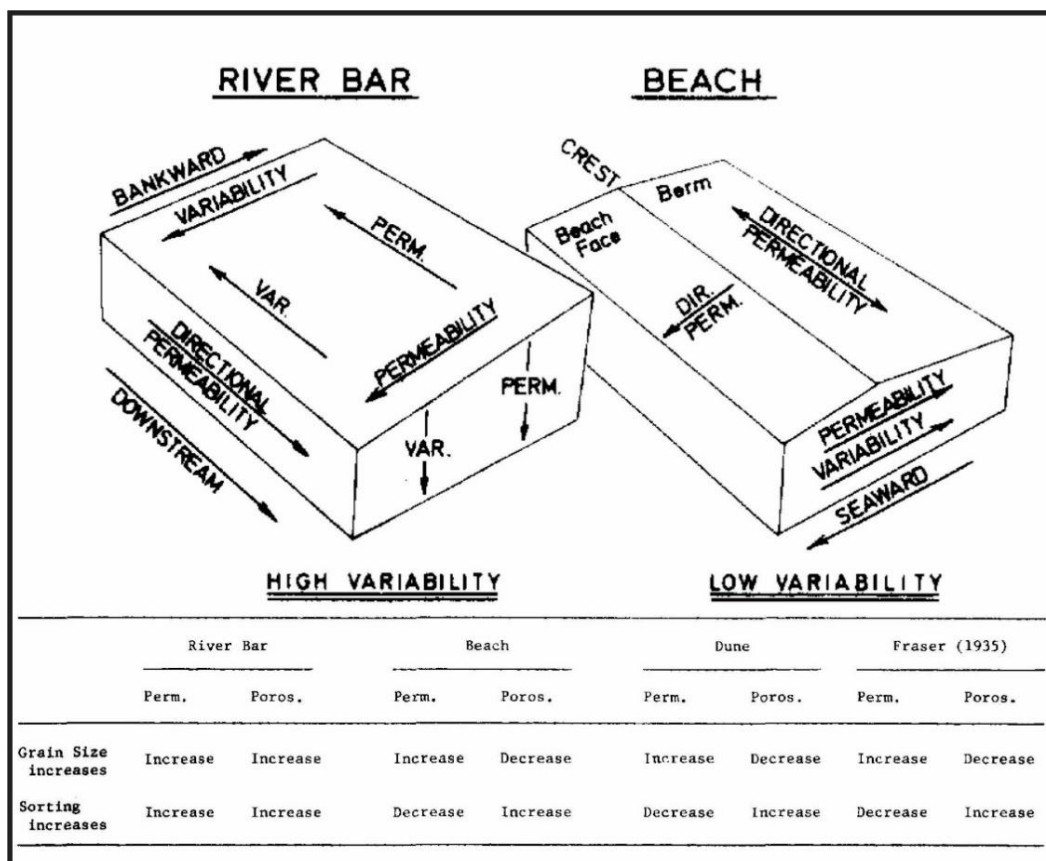 RIVER BAR
BANKWARD
VARIABILITY
PERM.
VAR.
PERMEABILITY
DIRECTIONAL
PERMEABILITY
DOWNSTREAM
PERM.
VAR.
HIGH VARIABILITY
BEACH
CREST
Berm
Beach
Face
DIRECTIONAL
PERMEABILITY
DIR.
PERM.
PERMEABILITY
VARIABILITY
SEAWARD
LOW VARIABILITY
River Bar Beach Dune Fraser (1935)
Perm. Poros. Perm. Poros. Perm. Poros. Perm. Poros.
Grain Size
increases Increase Increase Increase Decrease Increase Decrease Increase Decrease
Sorting
increases Increase Increase Decrease Increase Decrease Increase Decrease Increase